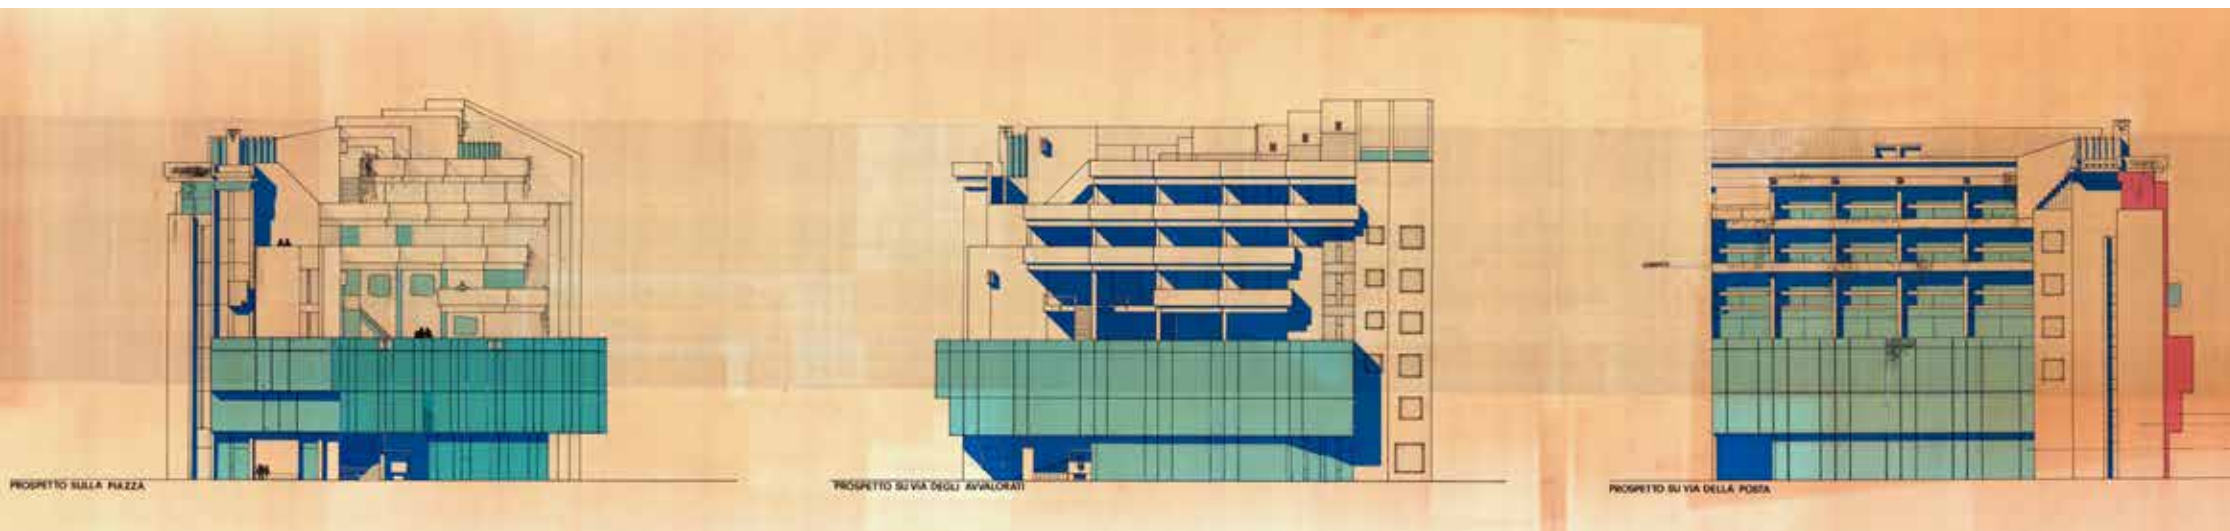 PROSPETTO SULLA PIAZZA
PROSPETTO SU VIA DEGLI AVVALORATI
PROSPETTO SU VIA DELLA POSTA